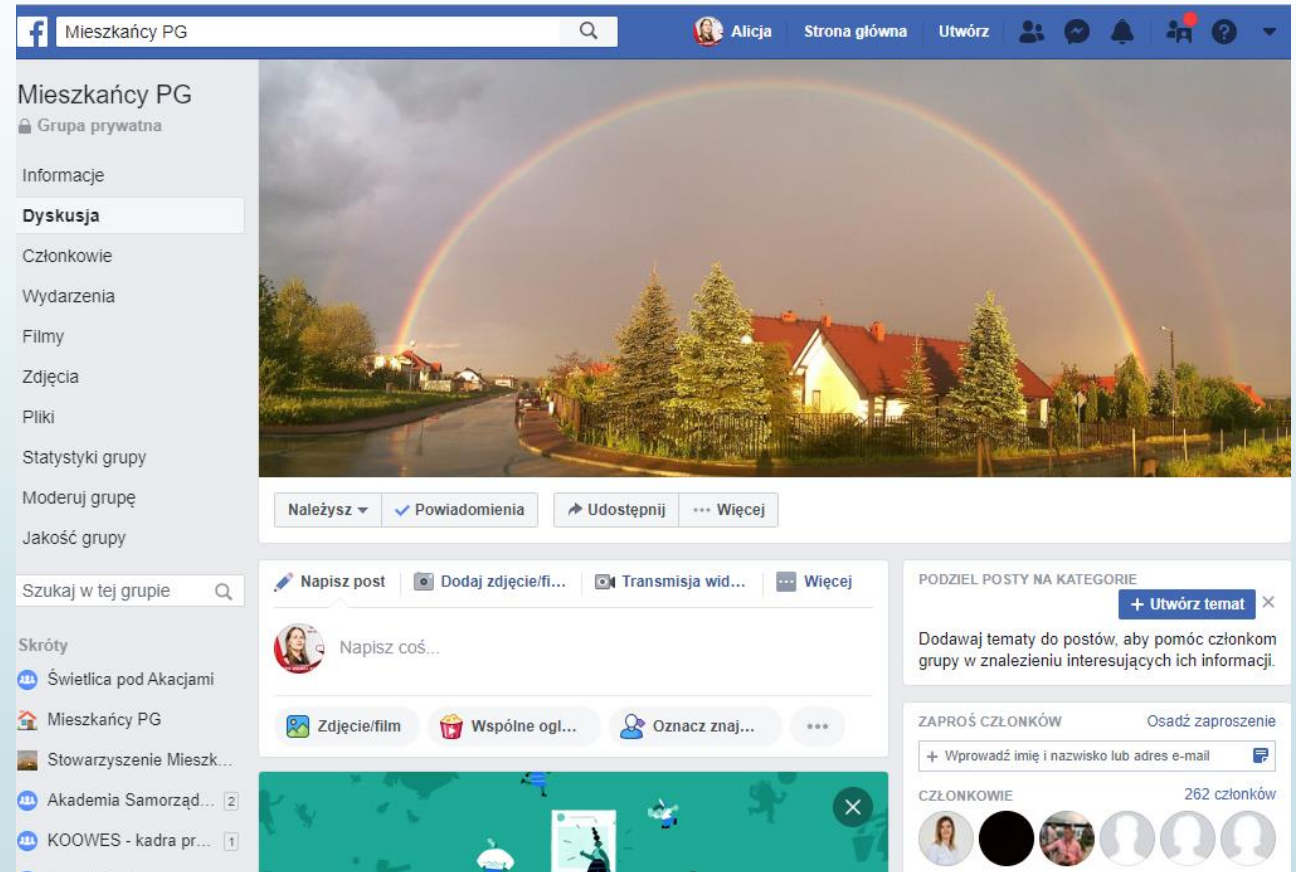 f Mieszkańcy PG
Alicja Strona główna Utwórz
Mieszkańcy PG
Grupa prywatna
Informacje
Dyskusja
Członkowie
Wydarzenia
Filmy
Zdjęcia
Pliki
Statystyki grupy
Moderuj grupę
Jakość grupy
Szukaj w tej grupie
Skróty
Świetlica pod Akacjami
Mieszkańcy PG
Stowarzyszenie Mieszk...
Akademia Samorząd... 2
KOOWES - kadra pr... 1
Należysz Powiadomienia Udostępnij ... Więcej
Napisz post Dodaj zdjęcie/fi... Transmisja wid... Więcej
Napisz coś...
Zdjęcie/film Wspólne ogl... Oznacz znaj... ...
PODZIEL POSTY NA KATEGORIE
+ Utwórz temat ×
Dodawaj tematy do postów, aby pomóc członkom
grupy w znalezieniu interesujących ich informacji.
ZAPROŚ CZŁONKÓW Osadź zaproszenie
+ Wprowadź imię i nazwisko lub adres e-mail
CZŁONKOWIE 262 członków